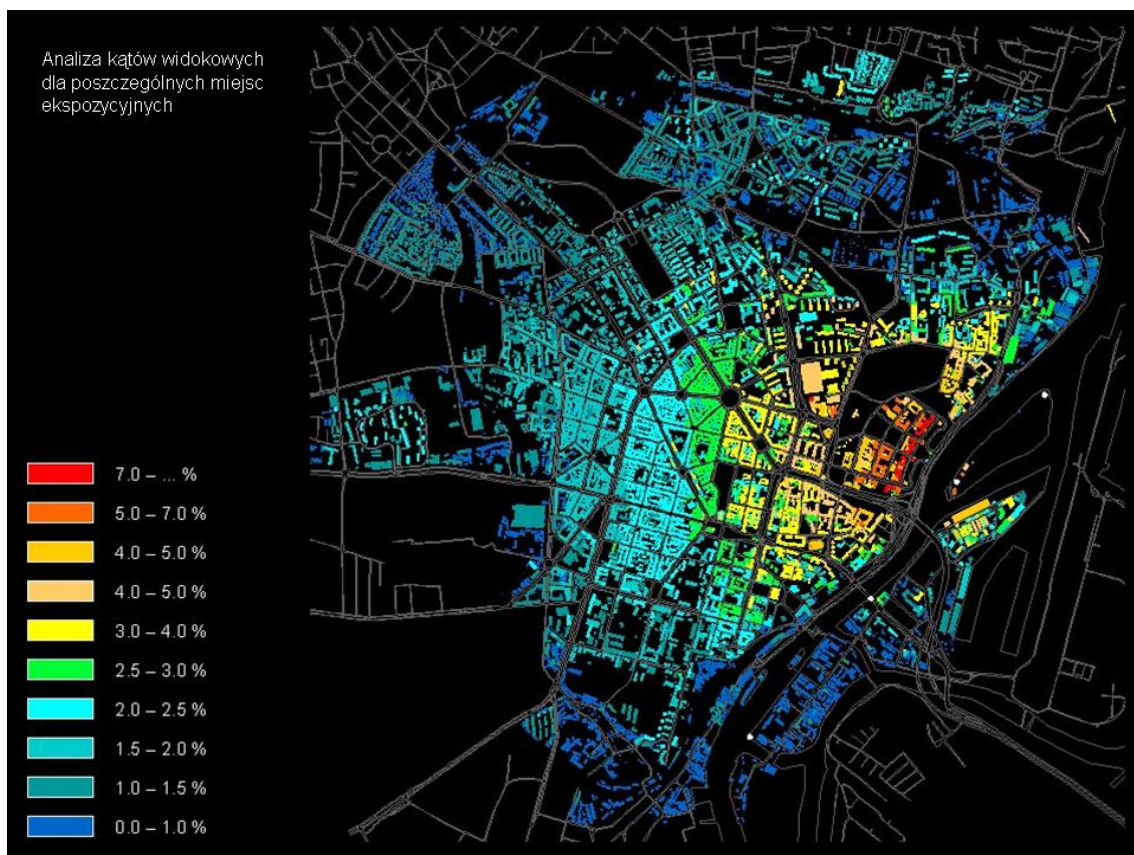 Analiza kątów widokowych
dla poszczególnych miejsc
ekspozycyjnych
7.0 – ... %
5.0 – 7.0 %
4.0 – 5.0 %
4.0 – 5.0 %
3.0 – 4.0 %
2.5 – 3.0 %
2.0 – 2.5 %
1.5 – 2.0 %
1.0 – 1.5 %
0.0 – 1.0 %